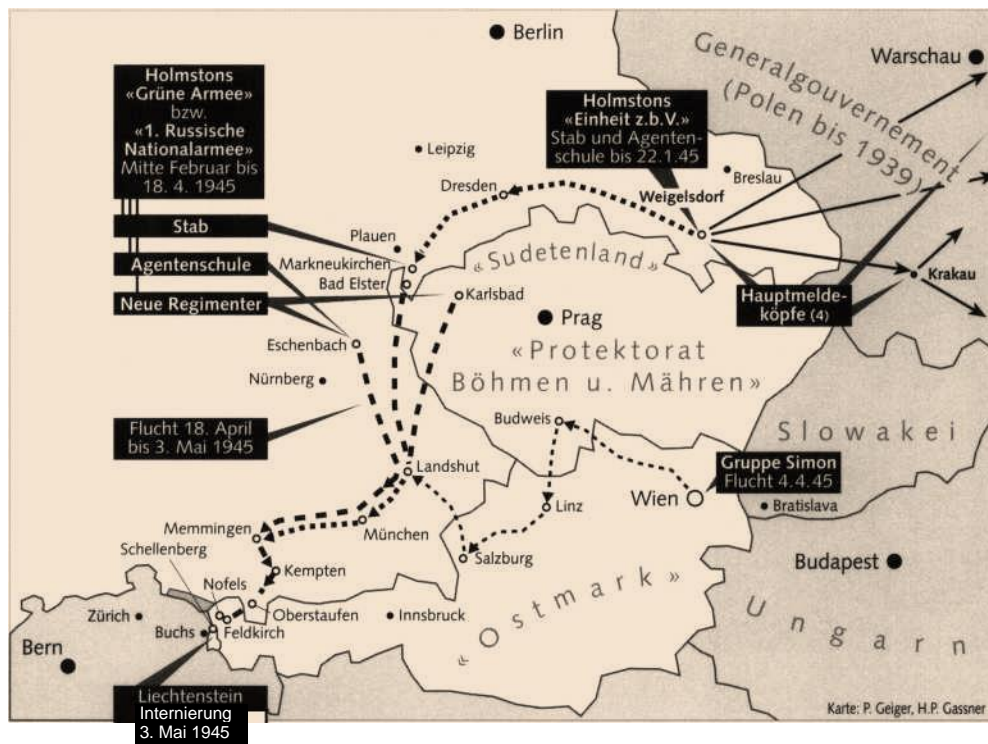 Berlin
Warschau
Generalgouvernement
(Polen bis 1939)
Holmstons
«Grüne Armee»
bzw.
«1. Russische
Nationalarmee»
Mitte Februar bis
18. 4. 1945
Holmstons
«Einheit z.b.V.»
Stab und Agenten-
schule bis 22.1.45
Leipzig
Breslau
Dresden
Weigelsdorf
Stab
Plauen
«Sudetenland»
Agentenschule
Markneukirchen
Bad Elster
Krakau
Neue Regimenter
Karlsbad
Hauptmelde-
köpfe (4)
Prag
Eschenbach
«Protektorat
Böhmen u. Mähren»
Nürnberg
Flucht 18. April
bis 3. Mai 1945
Budweis
Slowakei
Landshut
Gruppe Simon
Flucht 4.4.45
Wien
Linz
Bratislava
Memmingen
München
Schellenberg
Salzburg
Budapest
Kempten
Nofels
«Ostmark»
Oberstaufen
Innsbruck
Zürich
Ungarn
Buchs
Feldkirch
Bern
Liechtenstein
Internierung
3. Mai 1945
Karte: P. Geiger, H.P. Gassner